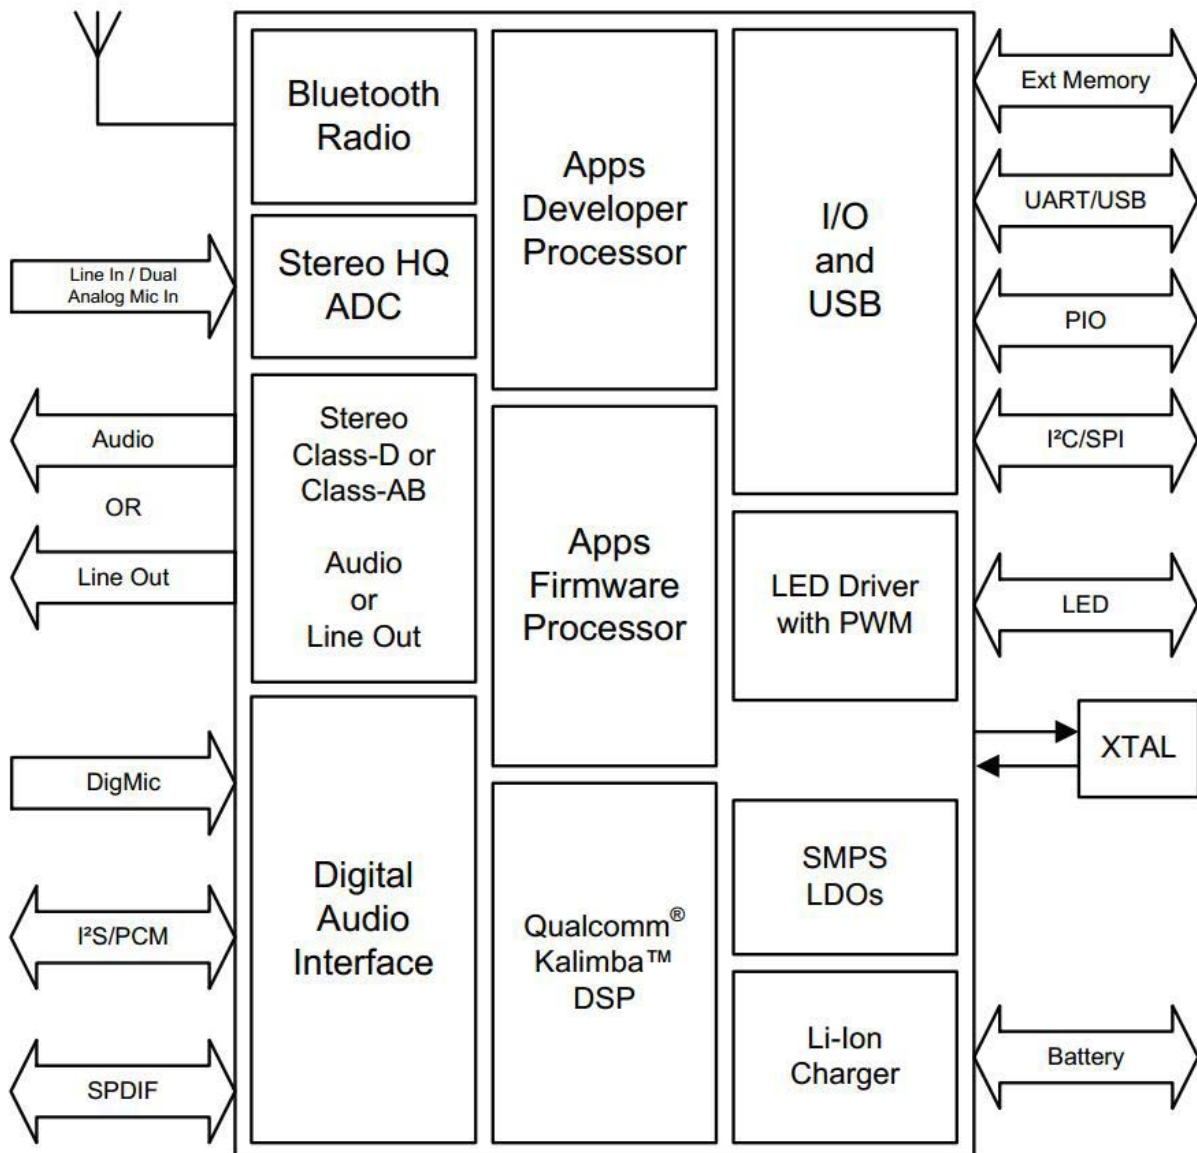 Bluetooth
Radio
Apps
Developer
Processor
I/O
and
USB
Ext Memory
UART/USB
PIO
I²C/SPI
Line In / Dual
Analog Mic In
Stereo HQ
ADC
Audio
OR
Line Out
Stereo
Class-D or
Class-AB
Audio
or
Line Out
Apps
Firmware
Processor
LED Driver
with PWM
LED
XTAL
DigMic
I²S/PCM
SPDIF
Digital
Audio
Interface
Qualcomm®
Kalimba™
DSP
SMPS
LDOs
Li-Ion
Charger
Battery